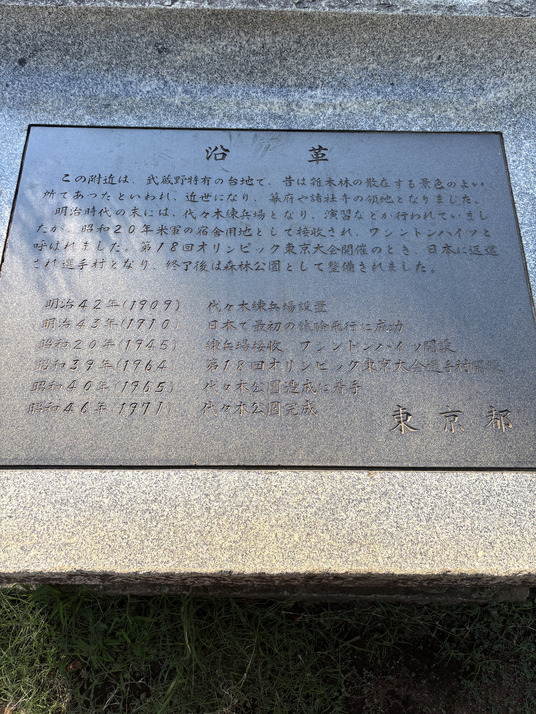 沿革
この附近は、武蔵野特有の台地で、昔は雑木林の散在する景色のよい
所であったといわれ、近世になり、幕府や諸社寺の領地となりました。
明治時代の末には、代々木練兵場となり、演習などが行われていまし
たが、昭和20年米軍の宿舎用地として接収され、ワシントンハイツと
呼ばれました。第18回オリンピック東京大会開催のとき、日本に返還
され選手村となり、終了後は森林公園として整備されました。
明治42年(1909) 代々木練兵場設置
明治43年(1910) 日本で最初の試験飛行に成功
昭和20年(1945) 練兵場接収、ワシントンハイツ開設
昭和39年(1964) 第18回オリンピック東京大会選手村開設
昭和40年(1965) 代々木公園造成に着手
昭和46年(1971) 代々木公園完成
東京都